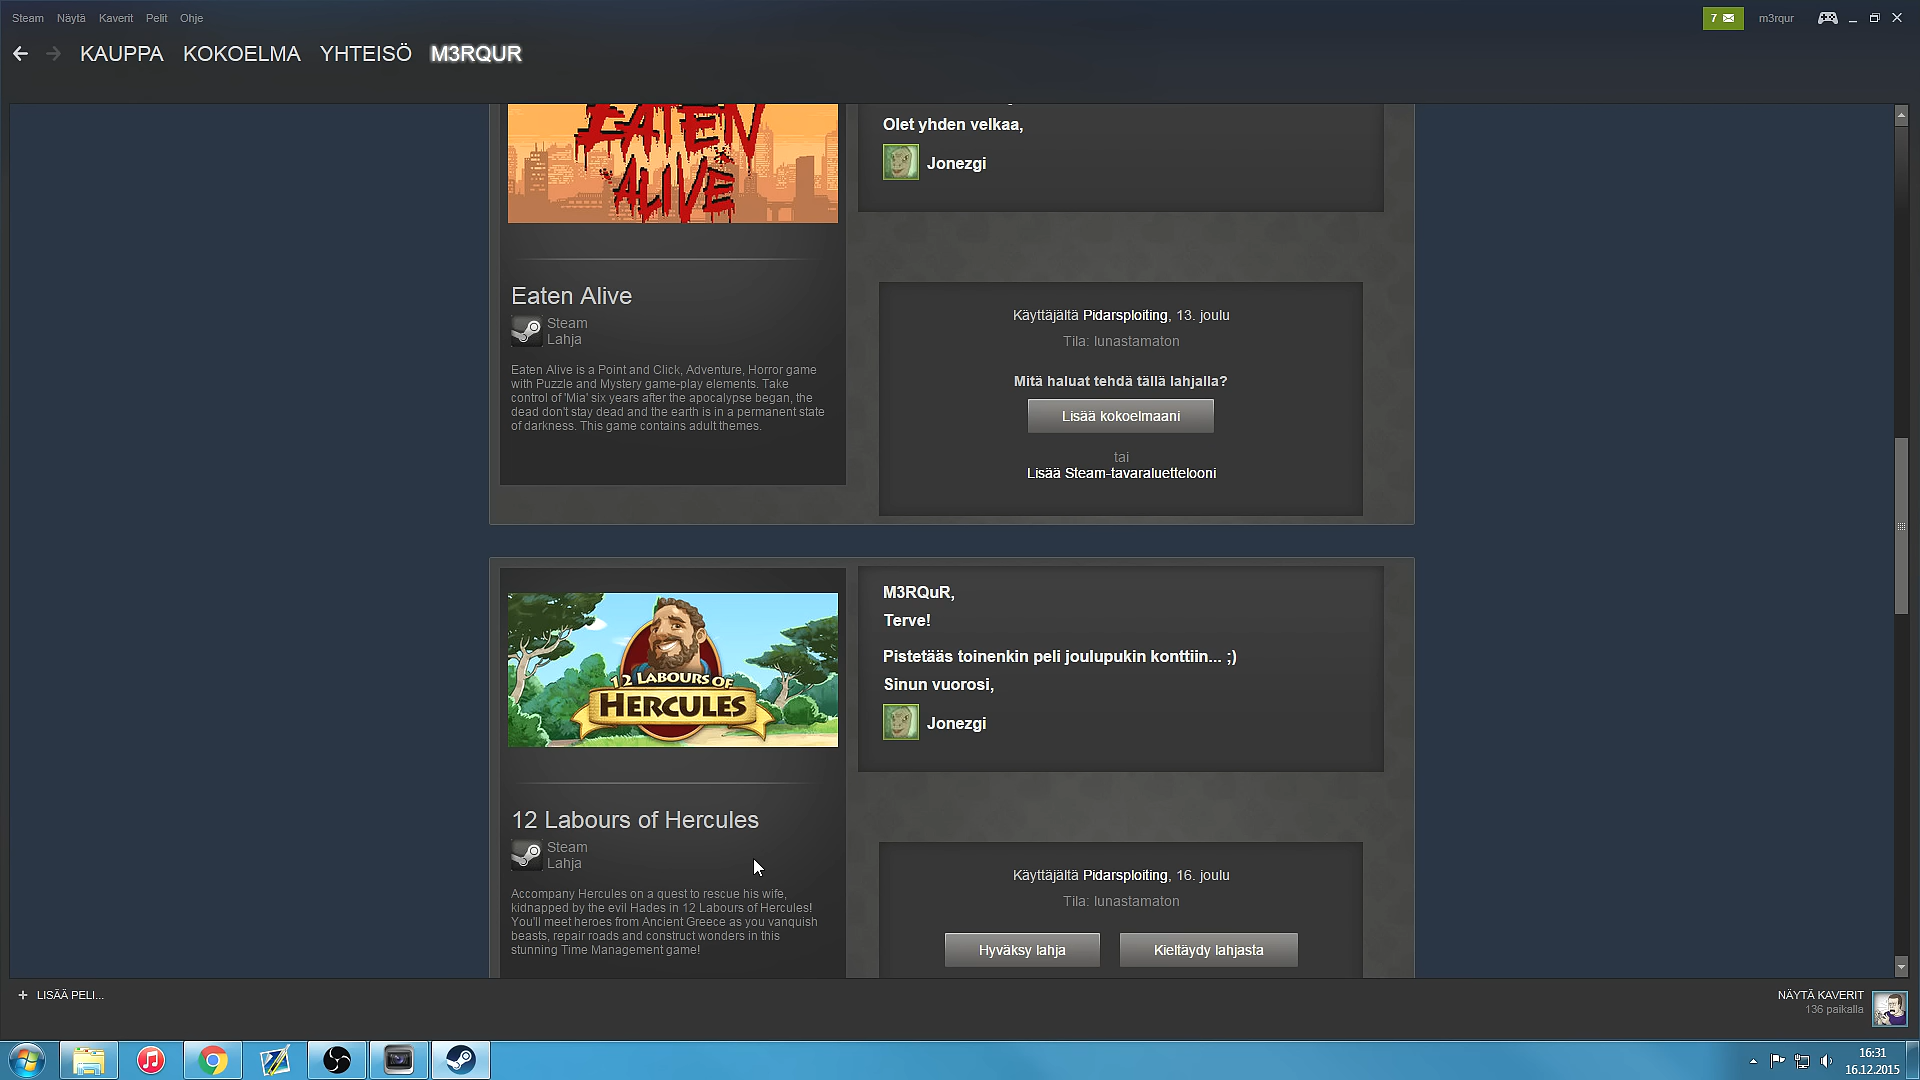 Steam Näytä Kaverit Pelit Ohje
7
m3rqur
KAUPPA KOKOELMA YHTEISÖ M3RQUR
EATEN
ALIVE
Olet yhden velkaa,
Jonezgi
Eaten Alive
Steam
Lahja
Eaten Alive is a Point and Click, Adventure, Horror game
with Puzzle and Mystery game-play elements. Take
control of 'Mia' six years after the apocalypse began, the
dead don't stay dead and the earth is in a permanent state
of darkness. This game contains adult themes.
Käyttäjältä Pidarsploiting, 13. joulu
Tila: lunastamaton
Mitä haluat tehdä tällä lahjalla?
Lisää kokoelmaani
tai
Lisää Steam-tavaraluettelooni
12 LABOURS OF
HERCULES
M3RQuR,
Terve!
Pistetääs toinenkin peli joulupukin konttiin... ;)
Sinun vuorosi,
Jonezgi
12 Labours of Hercules
Steam
Lahja
Accompany Hercules on a quest to rescue his wife,
kidnapped by the evil Hades in 12 Labours of Hercules!
You'll meet heroes from Ancient Greece as you vanquish
beasts, repair roads and construct wonders in this
stunning Time Management game!
Käyttäjältä Pidarsploiting, 16. joulu
Tila: lunastamaton
Hyväksy lahja
Kieltäydy lahjasta
+ LISÄÄ PELI...
NÄYTÄ KAVERIT
136 paikalla
16:31
16.12.2015